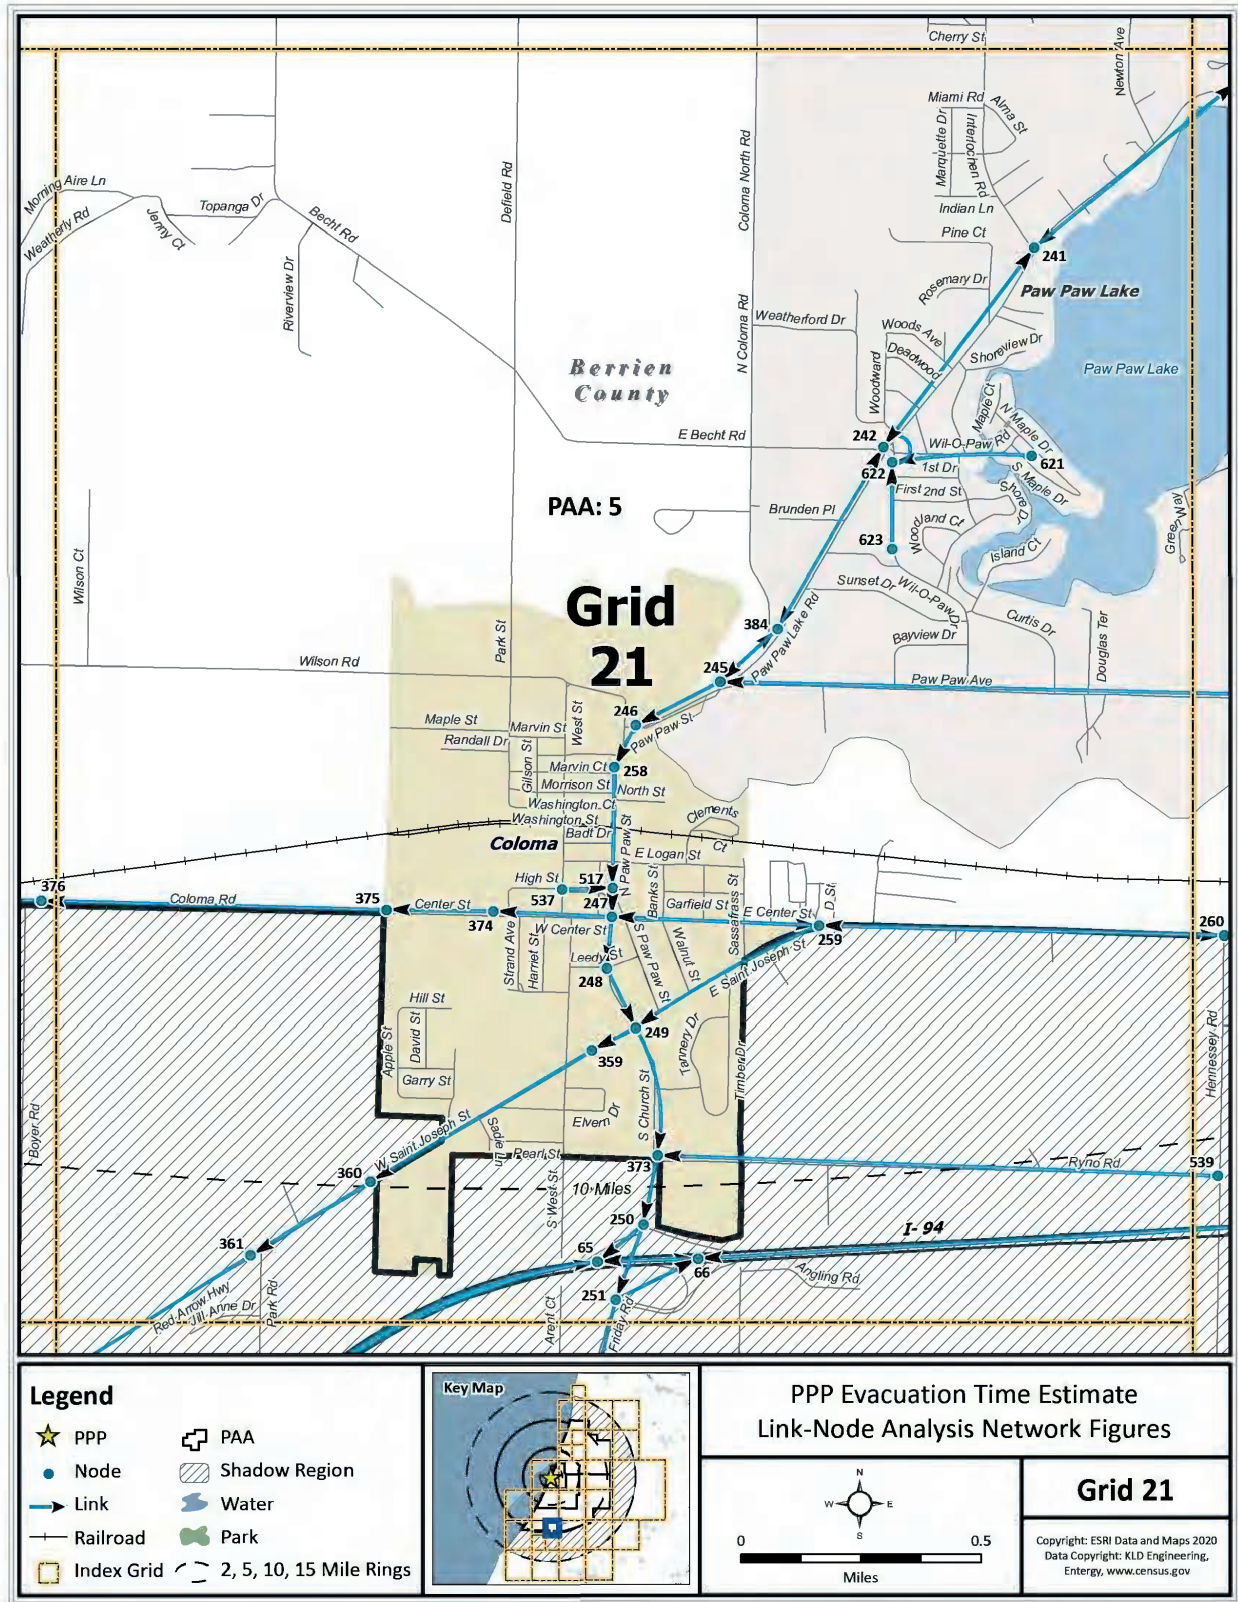 Cherry St
Newton Ave
Miami Rd
Alma St
Marquette Dr
Interlochen Rd
Coloma North Rd
Defield Rd
Morning Aire Ln
Weatherly Rd
Jenny Ct
Topanga Dr
Becht Rd
Riverview Dr
Indian Ln
Pine Ct
241
Paw Paw Lake
Rosemary Dr
N Coloma Rd
Weatherford Dr
Woods Ave
Deadwood
Shoreview Dr
Woodward
Paw Paw Lake
Berrien
County
Maple Ct
N Maple Dr
E Becht Rd
242
Wil-O-Paw Rd
622
1st Dr
621
S Maple Dr
First 2nd St
Shore Dr
PAA: 5
Brunden Pl
Woodland Ct
Green Way
623
Island Ct
Wilson Ct
Sunset Dr
Wil-O-Paw Dr
Grid
21
384
Paw Paw Lake Rd
Curtis Dr
Bayview Dr
Douglas Ter
Park St
Wilson Rd
245
Paw Paw Ave
246
West St
Maple St
Marvin St
Paw Paw St
Randall Dr
Gilson St
Marvin Ct
258
Morrison St
North St
Washington Ct
Washington St
Clements
Ct
Badt Dr
Coloma
N Paw Paw St
E Logan St
High St
517
Banks St
Sassafrass St
D St
376
Coloma Rd
375
Center St
537
247
Garfield St
E Center St
374
W Center St
259
260
Strand Ave
Harriet St
Leedy St
S Paw Paw St
Walnut St
E Saint Joseph St
248
Hill St
David St
Apple St
249
Tannery Dr
359
Timber Dr
Hennessey Rd
Garry St
S Church St
Elvern Dr
Boyer Rd
W Saint Joseph St
Sadie Ln
Pearl St
373
Ryno Rd
539
360
10 Miles
S West St
250
I- 94
361
65
66
Angling Rd
251
Red Arrow Hwy
Jill Anne Dr
Park Rd
Arent Ct
Friday Rd
Legend
PPP
PAA
Node
Shadow Region
Link
Water
Railroad
Park
Index Grid
2, 5, 10, 15 Mile Rings
Key Map
PPP Evacuation Time Estimate
Link-Node Analysis Network Figures
N
W
E
S
0
0.5
Miles
Grid 21
Copyright: ESRI Data and Maps 2020
Data Copyright: KLD Engineering,
Entergy, www.census.gov